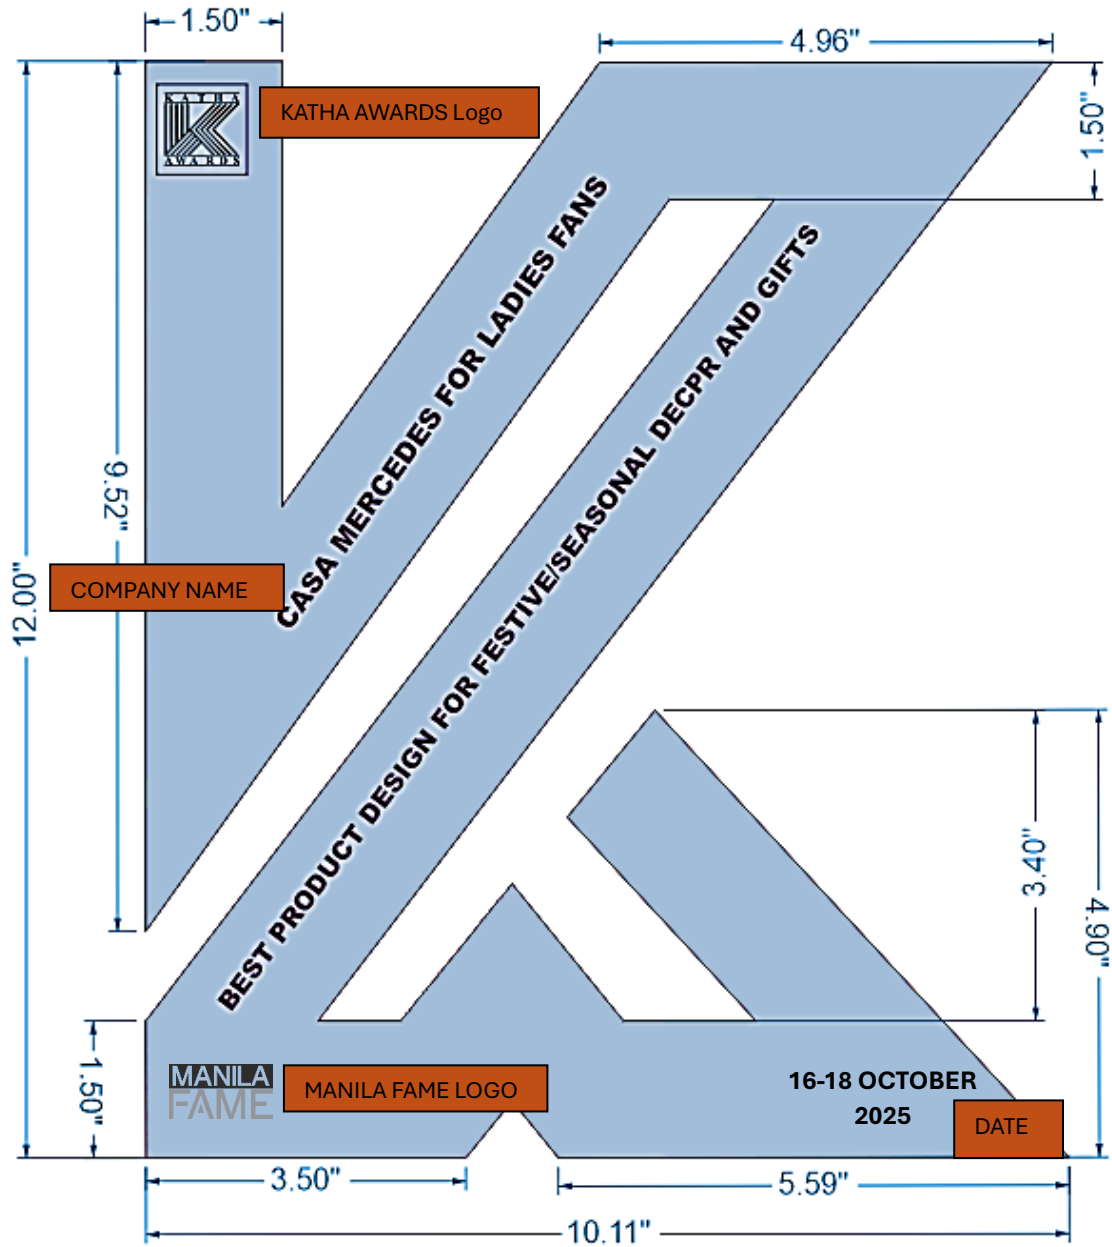 1.50"
4.96"
KATHA
AWARDS
KATHA AWARDS Logo
1.50"
CASA MERCEDES FOR LADIES FANS
BEST PRODUCT DESIGN FOR FESTIVE/SEASONAL DECPR AND GIFTS
9.52"
12.00"
COMPANY NAME
3.40"
4.90"
1.50"
MANILA
FAME
MANILA FAME LOGO
16-18 OCTOBER
2025
DATE
3.50"
5.59"
10.11"